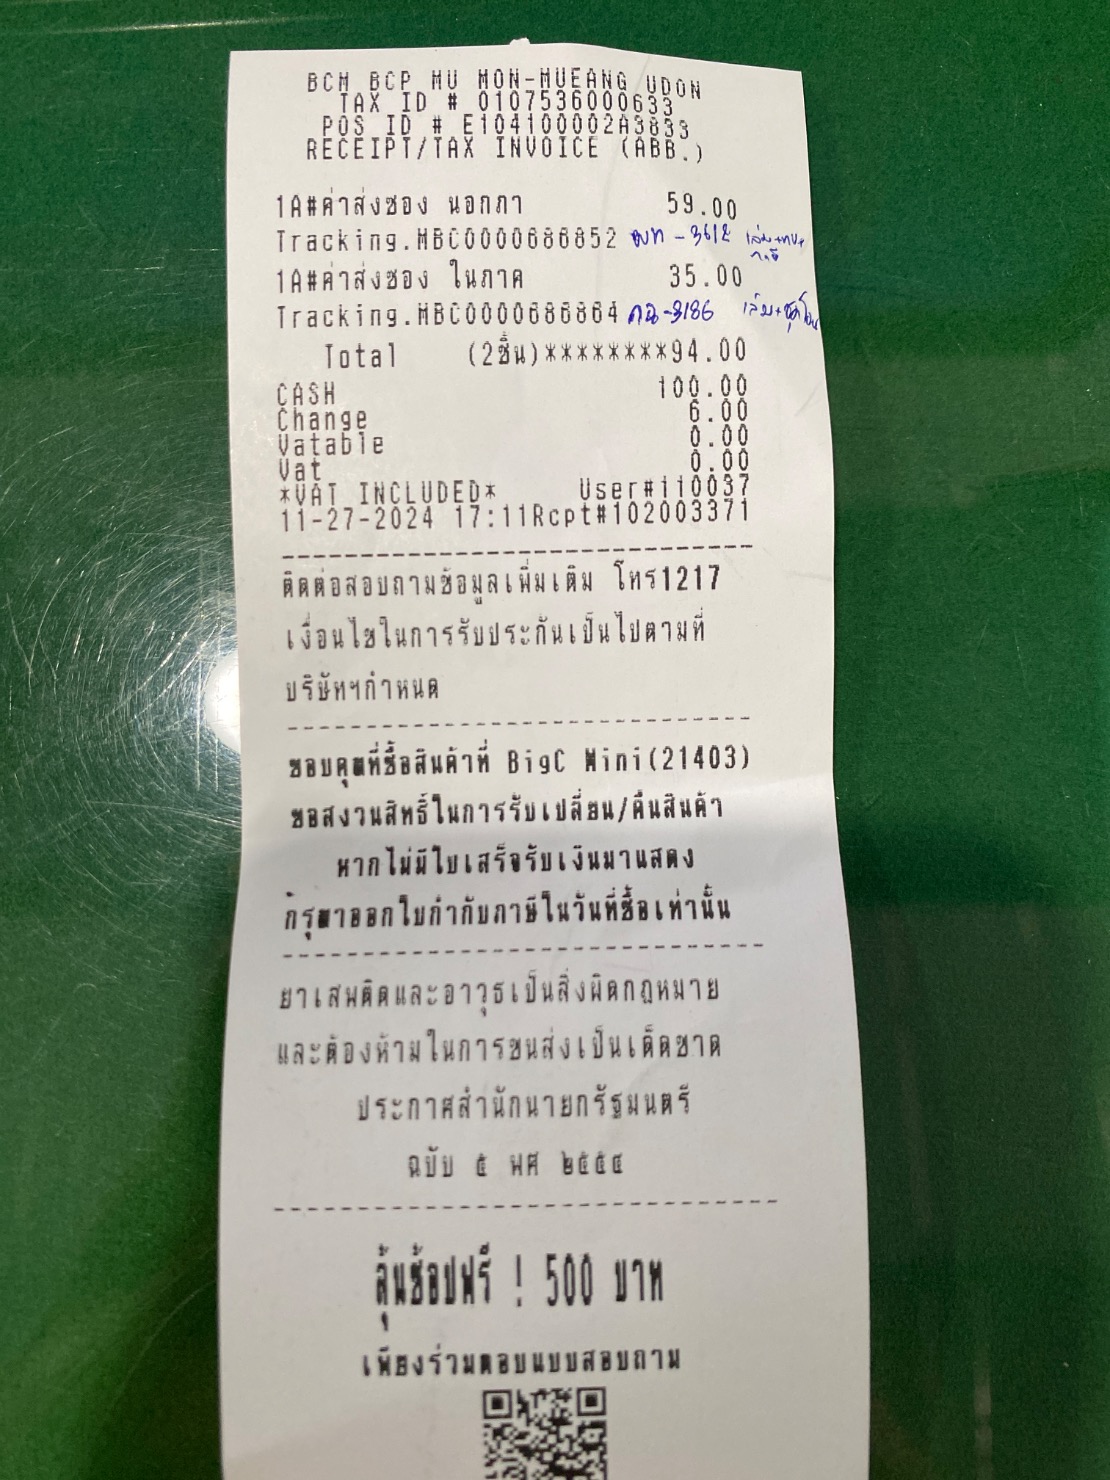 BCM BCP MU MON-MUEANG UDON
TAX ID # 0107536000633
POS ID # E104100002A3833
RECEIPT/TAX INVOICE (ABB.)
1A#ค่าส่งซอง นอกภา 59.00
Tracking.MBC0000686852 -3612
1A#ค่าส่งซอง ในภาค 35.00
Tracking.MBC0000686864 กฉ-3186 เล่ม+ชุดโอน
Total (2ชิ้น)********94.00
CASH 100.00
Change 6.00
Vatable 0.00
Vat 0.00
*VAT INCLUDED* User#110037
11-27-2024 17:11Rcpt#102003371
ติดต่อสอบถามข้อมูลเพิ่มเติม โทร1217
เงื่อนไขในการรับประกันเป็นไปตามที่
บริษัทฯกำหนด
ขอบคุณที่ซื้อสินค้าที่ BigC Mini(21403)
ขอสงวนสิทธิ์ในการรับเปลี่ยน/คืนสินค้า
หากไม่มีใบเสร็จรับเงินมาแสดง
กรุณาออกใบกำกับภาษีในวันที่ซื้อเท่านั้น
ยาเสพติดและอาวุธเป็นสิ่งผิดกฎหมาย
และต้องห้ามในการขนส่งเป็นเด็ดขาด
ประกาศสำนักนายกรัฐมนตรี
ฉบับ ๕ พศ ๒๕๕๔
ลุ้นช้อปฟรี ! 500 บาท
เพียงร่วมตอบแบบสอบถาม